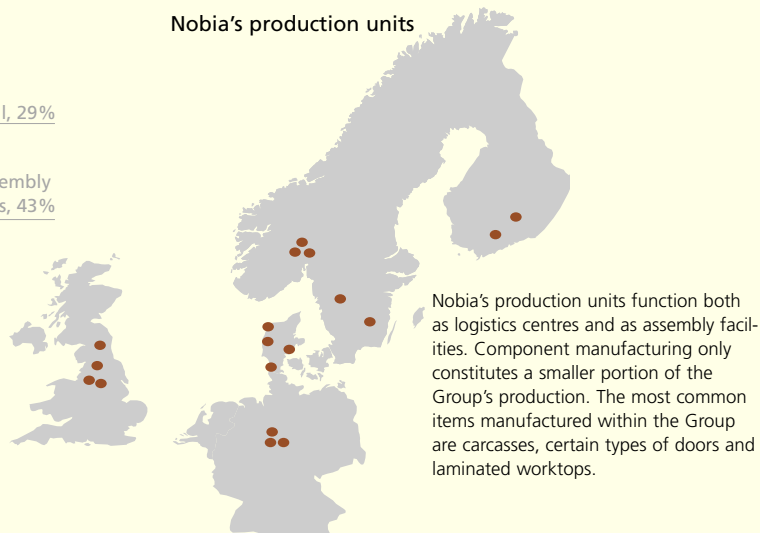 Nobia’s production units
l, 29%
embly
s, 43%
Nobia’s production units function both
as logistics centres and as assembly facil-
ities. Component manufacturing only
constitutes a smaller portion of the
Group’s production. The most common
items manufactured within the Group
are carcasses, certain types of doors and
laminated worktops.